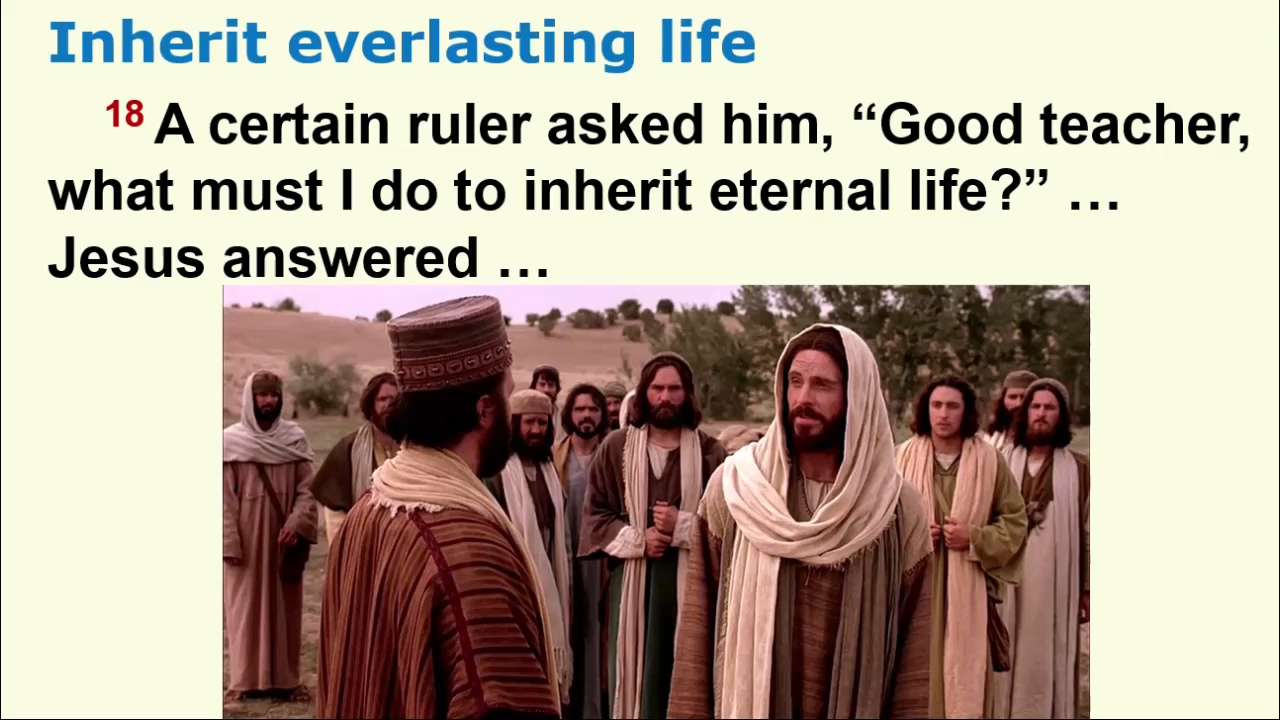 Inherit everlasting life
18 A certain ruler asked him, “Good teacher,
what must I do to inherit eternal life?” …
Jesus answered …